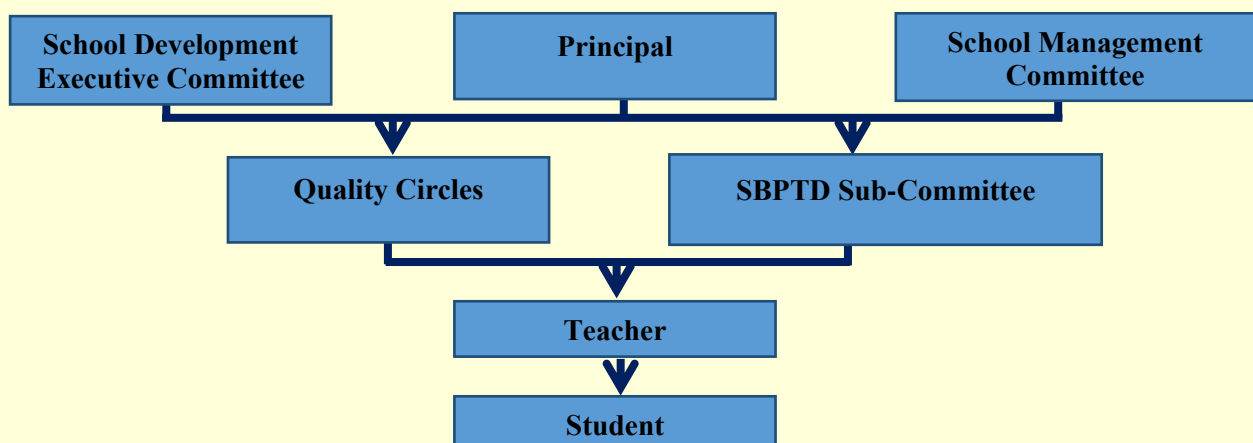 School Development
Executive Committee
Principal
School Management
Committee
Quality Circles
SBPTD Sub-Committee
Teacher
Student